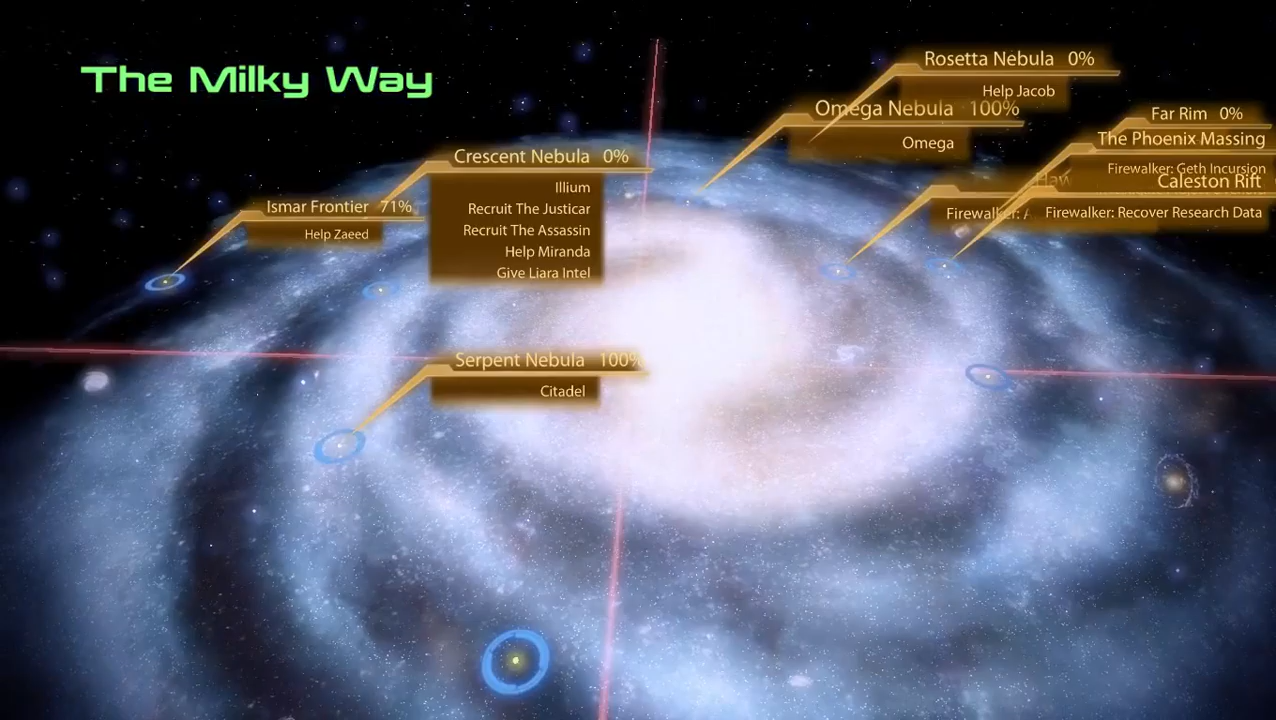 The Milky Way
Rosetta Nebula 0%
Help Jacob
Omega Nebula 100%
Omega
Far Rim 0%
The Phoenix Massing
Firewalker: Geth Incursion
Caleston Rift
Firewalker: Recover Research Data
Haw
Firewalker: A
Crescent Nebula 0%
Illium
Recruit The Justicar
Recruit The Assassin
Help Miranda
Give Liara Intel
Ismar Frontier 71%
Help Zaeed
Serpent Nebula 100%
Citadel